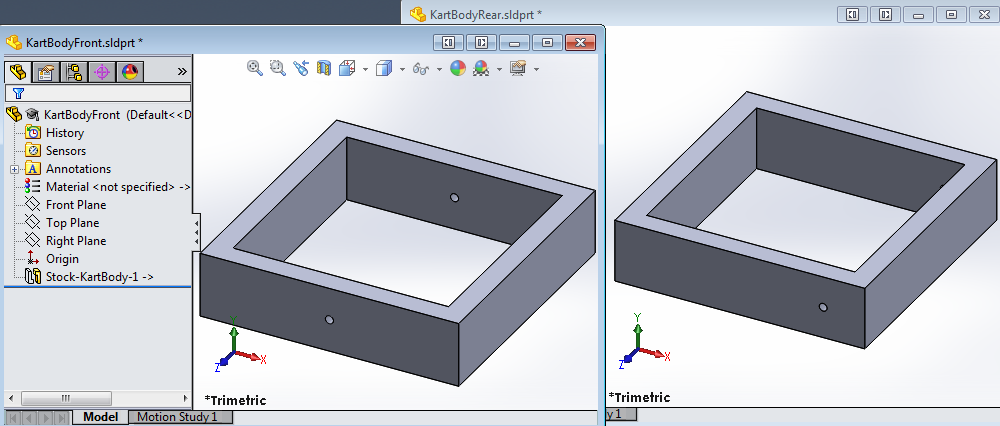 KartBodyRear.sldprt *
KartBodyFront.sldprt *
KartBodyFront (Default<<D
History
Sensors
A Annotations
Material <not specified> ->
Front Plane
Top Plane
Right Plane
Origin
Stock-KartBody-1 ->
Y
X
Z
*Trimetric
Y
X
Z
*Trimetric
Model
Motion Study 1
y 1